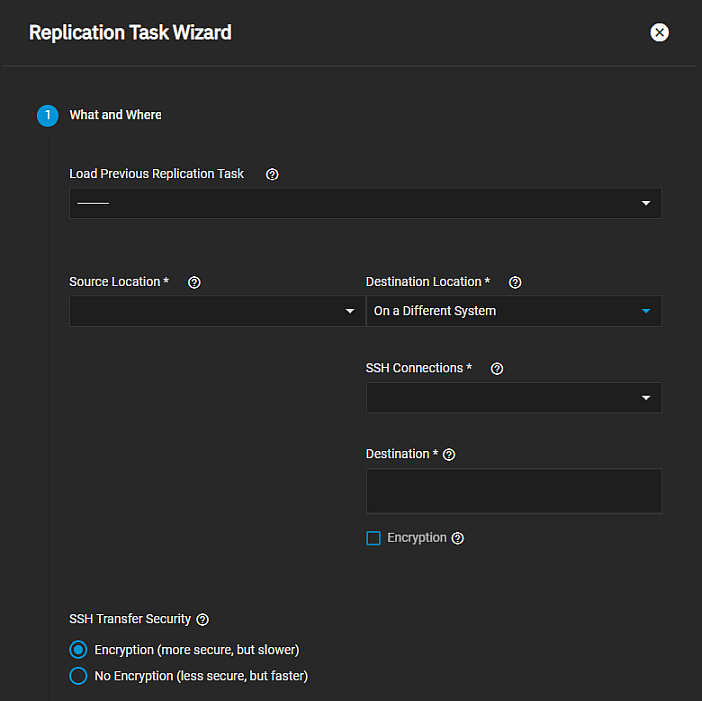 Replication Task Wizard
1 What and Where
Load Previous Replication Task
---------
Source Location * Destination Location *
On a Different System
SSH Connections *
Destination *
Encryption
SSH Transfer Security
Encryption (more secure, but slower)
No Encryption (less secure, but faster)